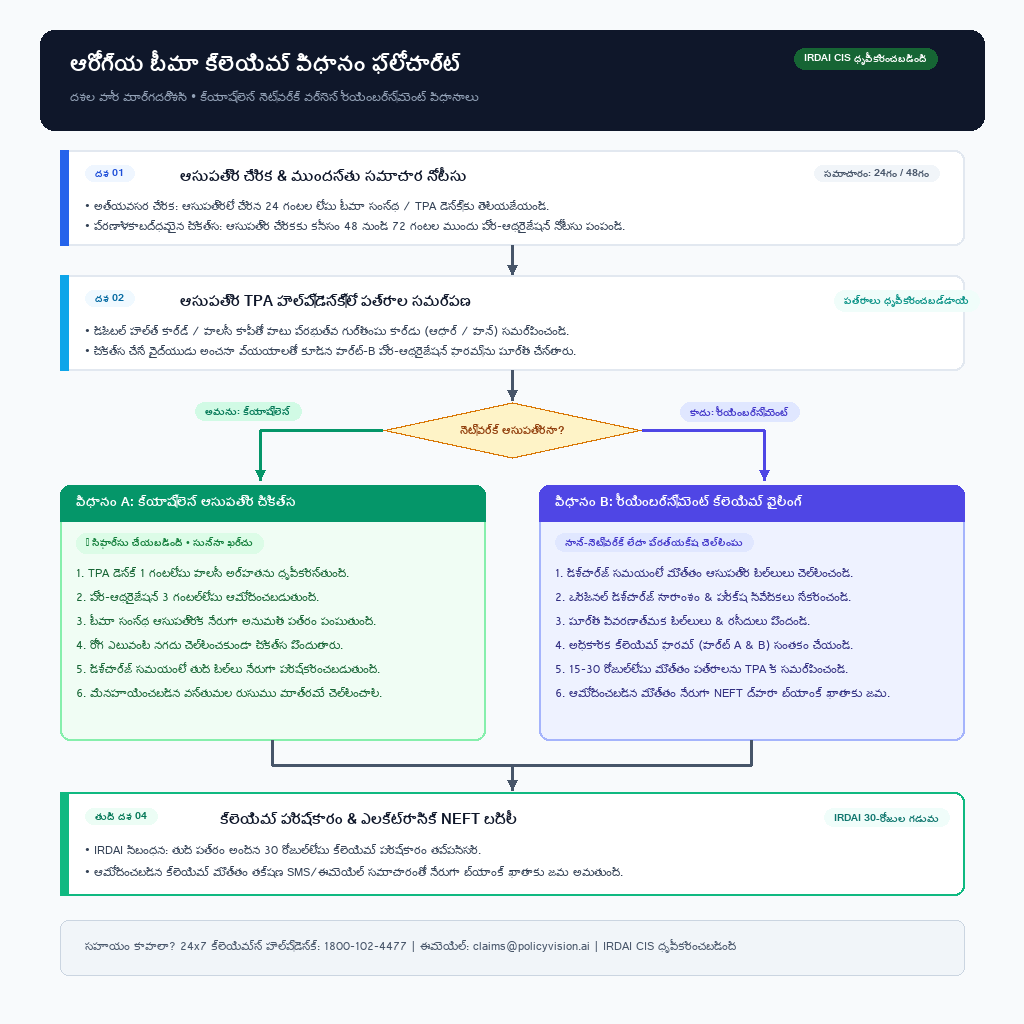 ఆరోగ్య బీమా క్లెయిమ్ విధానం ఫ్లోచార్ట్
IRDAI CIS ధృవీకరించబడింది
దశల వారీ మార్గదర్శిని • క్యాష్‌లెస్ నెట్‌వర్క్ వర్సెస్ రీయింబర్స్‌మెంట్ విధానాలు
దశ 01
ఆసుపత్రి చేరిక & ముందస్తు సమాచార నోటీసు
సమాచారం: 24గం / 48గం
• అత్యవసర చేరిక: ఆసుపత్రిలో చేరిన 24 గంటల లోపు బీమా సంస్థ / TPA డెస్క్‌కు తెలియజేయండి.
• ప్రణాళికాబద్ధమైన చికిత్స: ఆసుపత్రి చేరికకు కనీసం 48 నుండి 72 గంటల ముందు ప్రీ-ఆథరైజేషన్ నోటీసు పంపండి.
దశ 02
ఆసుపత్రి TPA హెల్ప్‌డెస్క్‌లో పత్రాల సమర్పణ
పత్రాలు ధృవీకరించబడ్డాయి
• డిజిటల్ హెల్త్ కార్డ్ / పాలసీ కాపీతో పాటు ప్రభుత్వ గుర్తింపు కార్డు (ఆధార్ / పాన్) సమర్పించండి.
• చికిత్స చేసే వైద్యుడు అంచనా వ్యయాలతో కూడిన పార్ట్-B ప్రీ-ఆథరైజేషన్ ఫారమ్‌ను పూర్తి చేస్తారు.
అవును: క్యాష్‌లెస్
నెట్‌వర్క్ ఆసుపత్రినా?
కాదు: రీయింబర్స్‌మెంట్
విధానం A: క్యాష్‌లెస్ ఆసుపత్రి చికిత్స
సిఫార్సు చేయబడింది • సున్నా ఖర్చు
1. TPA డెస్క్ 1 గంటలోపు పాలసీ అర్హతను ధృవీకరిస్తుంది.
2. ప్రీ-ఆథరైజేషన్ 3 గంటల్లోపు ఆమోదించబడుతుంది.
3. బీమా సంస్థ ఆసుపత్రికి నేరుగా అనుమతి పత్రం పంపుతుంది.
4. రోగి ఎటువంటి నగదు చెల్లించకుండా చికిత్స పొందుతారు.
5. డిశ్చార్జ్ సమయంలో తుది బిల్లు నేరుగా పరిష్కరించబడుతుంది.
6. మినహాయించబడిన వస్తువుల రుసుము మాత్రమే చెల్లించాలి.
విధానం B: రీయింబర్స్‌మెంట్ క్లెయిమ్ ఫైలింగ్
నాన్-నెట్‌వర్క్ లేదా ప్రత్యక్ష చెల్లింపు
1. డిశ్చార్జ్ సమయంలో మొత్తం ఆసుపత్రి బిల్లులు చెల్లించండి.
2. ఒరిజినల్ డిశ్చార్జ్ సారాంశం & పరీక్ష నివేదికలు సేకరించండి.
3. పూర్తి వివరణాత్మక బిల్లులు & రసీదులు పొందండి.
4. అధికారిక క్లెయిమ్ ఫారమ్ (పార్ట్ A & B) సంతకం చేయండి.
5. 15-30 రోజుల్లోపు మొత్తం పత్రాలను TPA కి సమర్పించండి.
6. ఆమోదించబడిన మొత్తం నేరుగా NEFT ద్వారా బ్యాంక్ ఖాతాకు జమ.
తుది దశ 04
క్లెయిమ్ పరిష్కారం & ఎలక్ట్రానిక్ NEFT బదిలీ
IRDAI 30-రోజుల గడువు
• IRDAI నిబంధన: తుది పత్రం అందిన 30 రోజుల్లోపు క్లెయిమ్ పరిష్కారం తప్పనిసరి.
• ఆమోదించబడిన క్లెయిమ్ మొత్తం తక్షణ SMS/ఈమెయిల్ సమాచారంతో నేరుగా బ్యాంక్ ఖాతాకు జమ అవుతుంది.
సహాయం కావాలా? 24x7 క్లెయిమ్స్ హెల్ప్‌డెస్క్: 1800-102-4477 | ఈమెయిల్: claims@policyvision.ai | IRDAI CIS ధృవీకరించబడింది